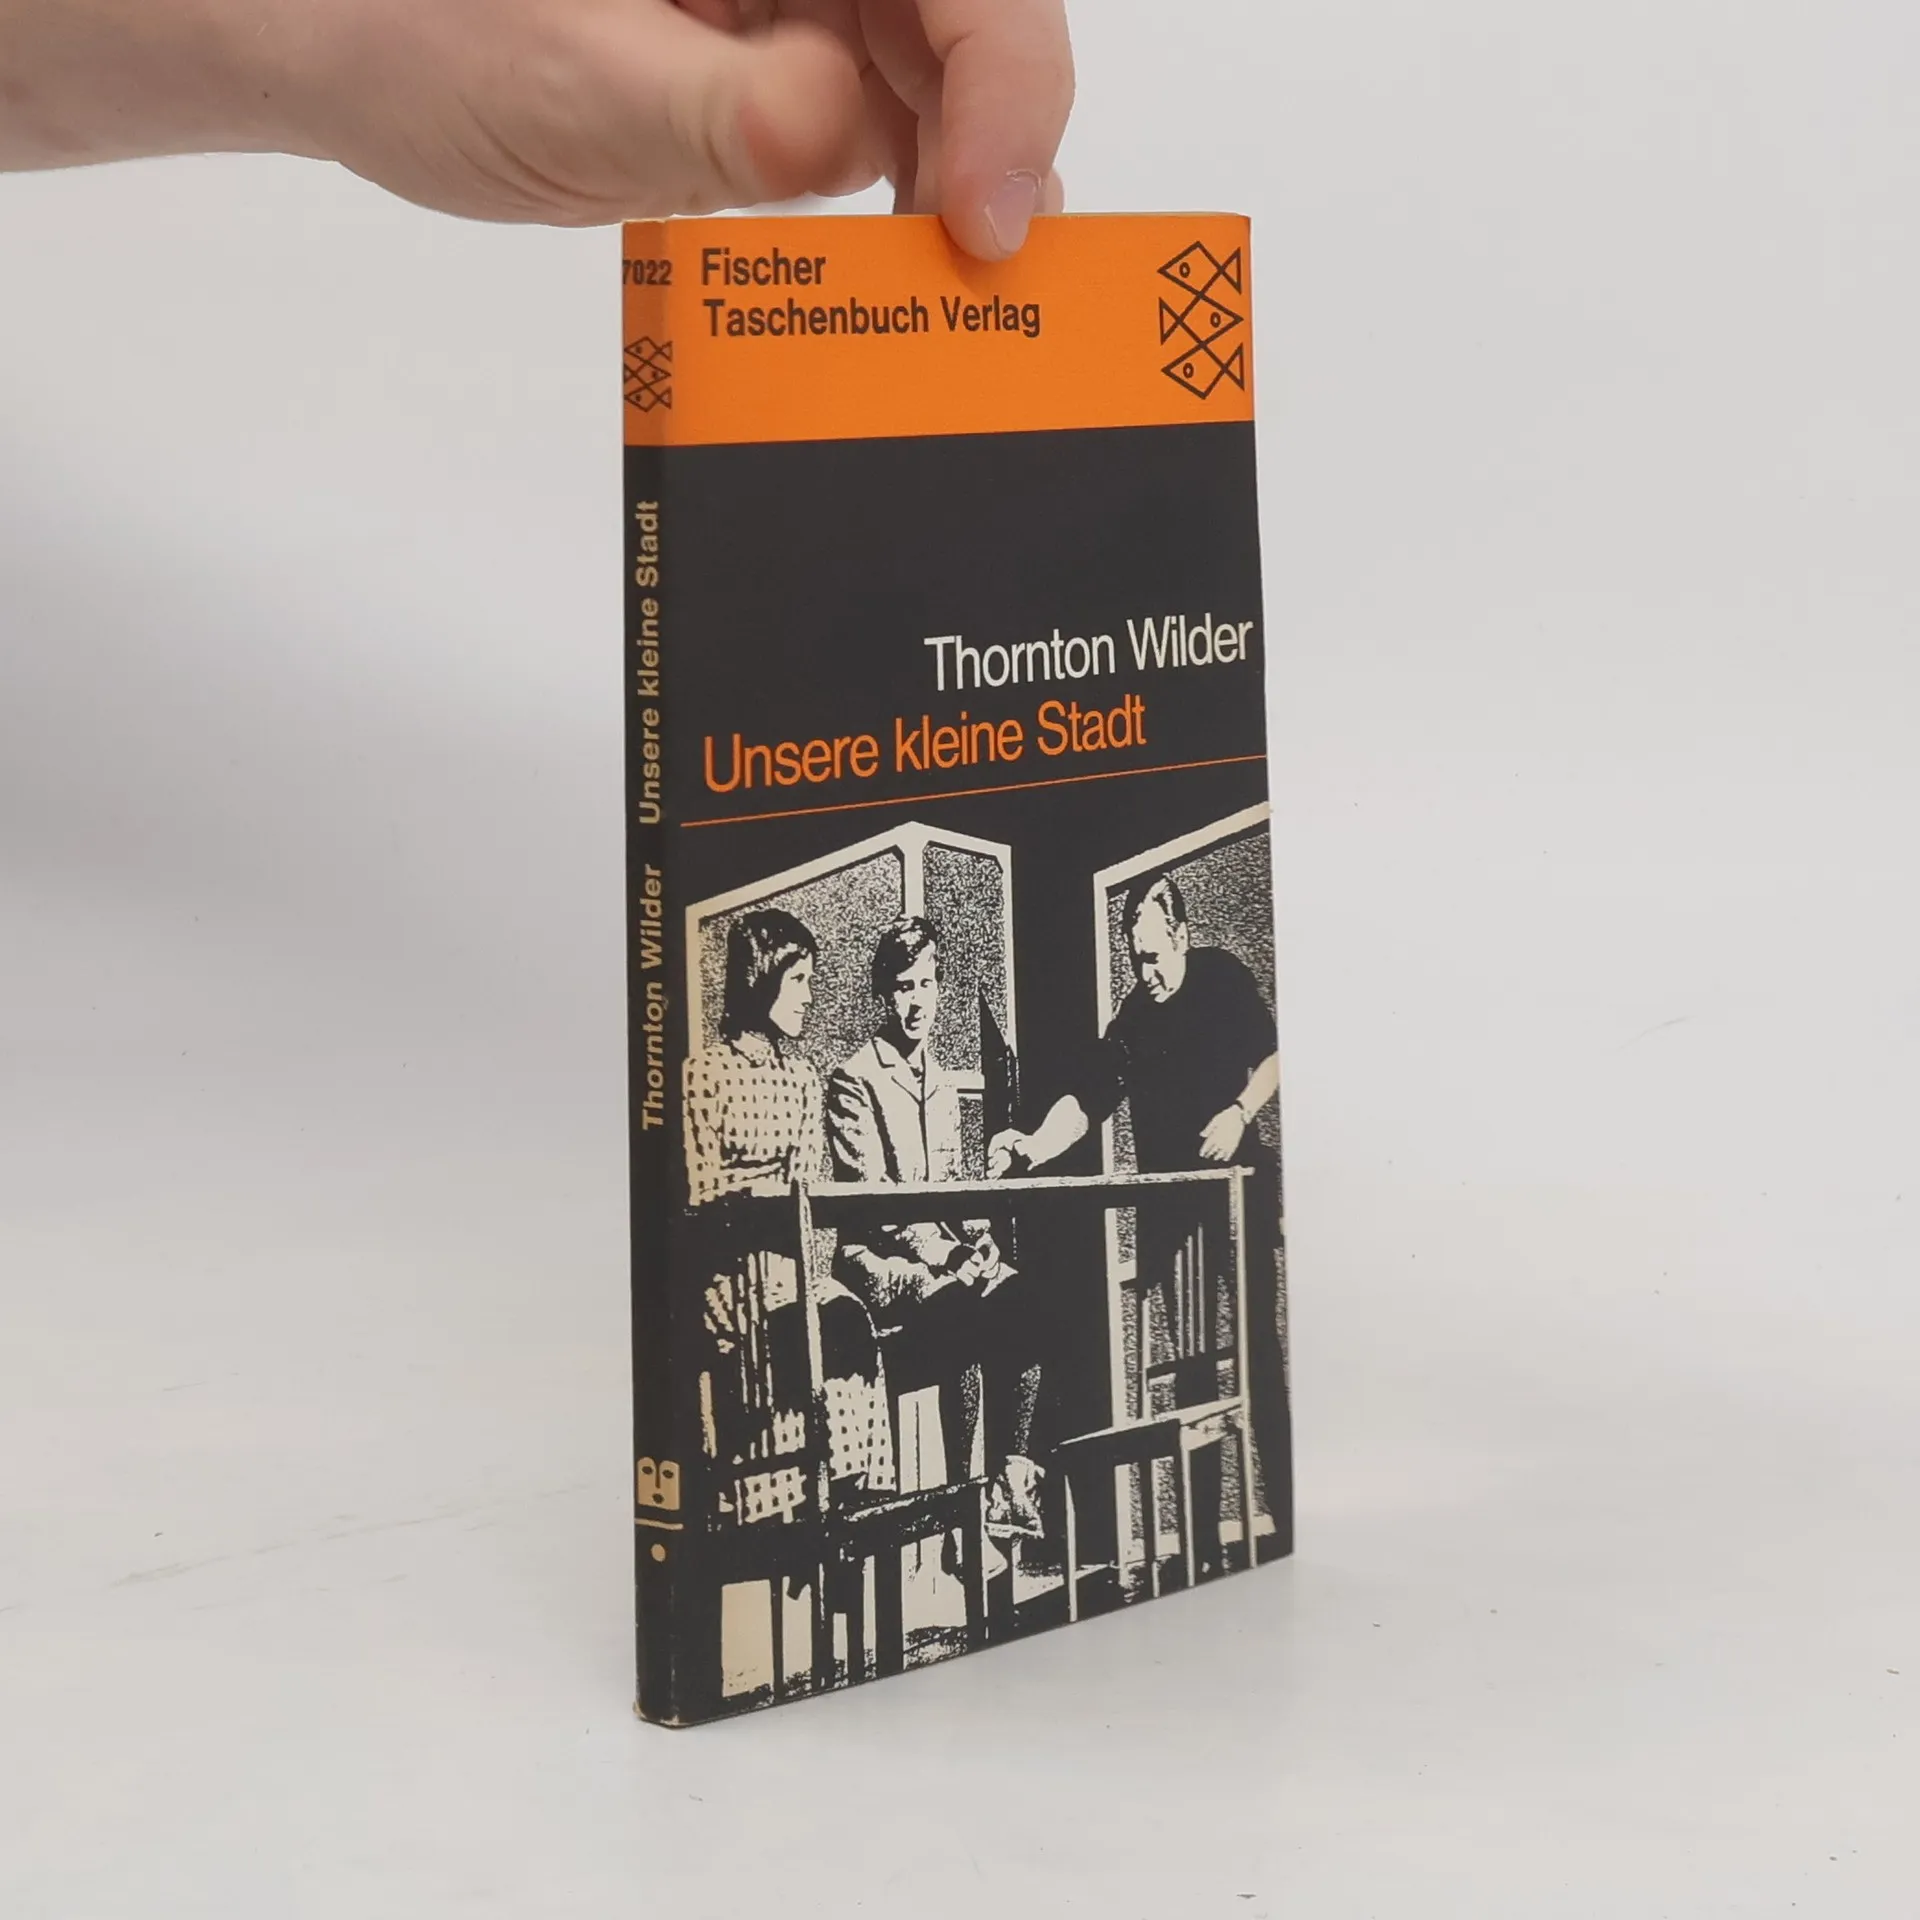 7022
Fischer
Taschenbuch Verlag
Thornton Wilder
Unsere kleine Stadt
Thornton Wilder Unsere kleine Stadt